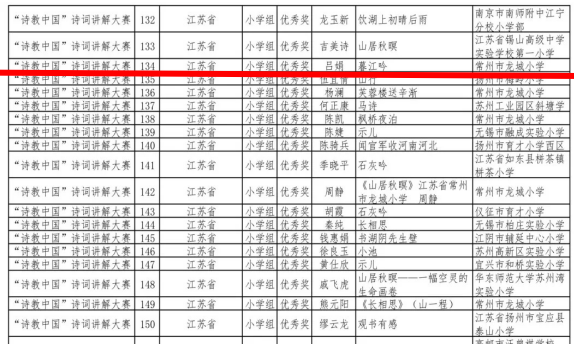 "诗教中国"诗词讲解大赛 132 江苏省 小学组 优秀奖 龙玉新 饮湖上初晴后雨 南京市南师附中江宁分校小学部
"诗教中国"诗词讲解大赛 133 江苏省 小学组 优秀奖 吉美诗 山居秋暝 江苏省锡山高级中学实验学校第一小学
"诗教中国"诗词讲解大赛 134 江苏省 小学组 优秀奖 吕娟 暮江吟 常州市龙城小学
"诗教中国"诗词讲解大赛 135 江苏省 小学组 优秀奖 山行
"诗教中国"诗词讲解大赛 136 江苏省 小学组 优秀奖 杨澜 芙蓉楼送辛渐 常州市龙城小学
"诗教中国"诗词讲解大赛 137 江苏省 小学组 优秀奖 何正康 马诗 苏州工业园区斜塘学
"诗教中国"诗词讲解大赛 138 江苏省 小学组 优秀奖 陈凯 枫桥夜泊 常州市龙城小学
"诗教中国"诗词讲解大赛 139 江苏省 小学组 优秀奖 陈婕 示儿 无锡市融成实验小学
"诗教中国"诗词讲解大赛 140 江苏省 小学组 优秀奖 陈骑兵 闻官军收河南河北 扬州市育才小学西区
"诗教中国"诗词讲解大赛 141 江苏省 小学组 优秀奖 李晓平 石灰吟 江苏省如东县栟茶镇栟茶小学
"诗教中国"诗词讲解大赛 142 江苏省 小学组 优秀奖 周静 《山居秋暝》江苏省常州市龙城小学 周静 常州市龙城小学
"诗教中国"诗词讲解大赛 143 江苏省 小学组 优秀奖 胡霞 石灰吟 仪征市育才小学
"诗教中国"诗词讲解大赛 144 江苏省 小学组 优秀奖 秦纯 长相思 无锡市柏庄实验小学
"诗教中国"诗词讲解大赛 145 江苏省 小学组 优秀奖 钱惠娟 书湖阴先生壁 江阴市辅延中心小学
"诗教中国"诗词讲解大赛 146 江苏省 小学组 优秀奖 徐良玉 小池 苏州高新区实验小学
"诗教中国"诗词讲解大赛 147 江苏省 小学组 优秀奖 黄仕欣 示儿 宜兴市和桥实验小学
"诗教中国"诗词讲解大赛 148 江苏省 小学组 优秀奖 戚飞虎 山居秋暝——一幅空灵的生命画卷 华东师范大学苏州湾实验小学
"诗教中国"诗词讲解大赛 149 江苏省 小学组 优秀奖 熊元阳 《长相思》（山一程） 常州市龙城小学
"诗教中国"诗词讲解大赛 150 江苏省 小学组 优秀奖 缪云龙 观书有感 江苏省扬州市宝应县泰山小学